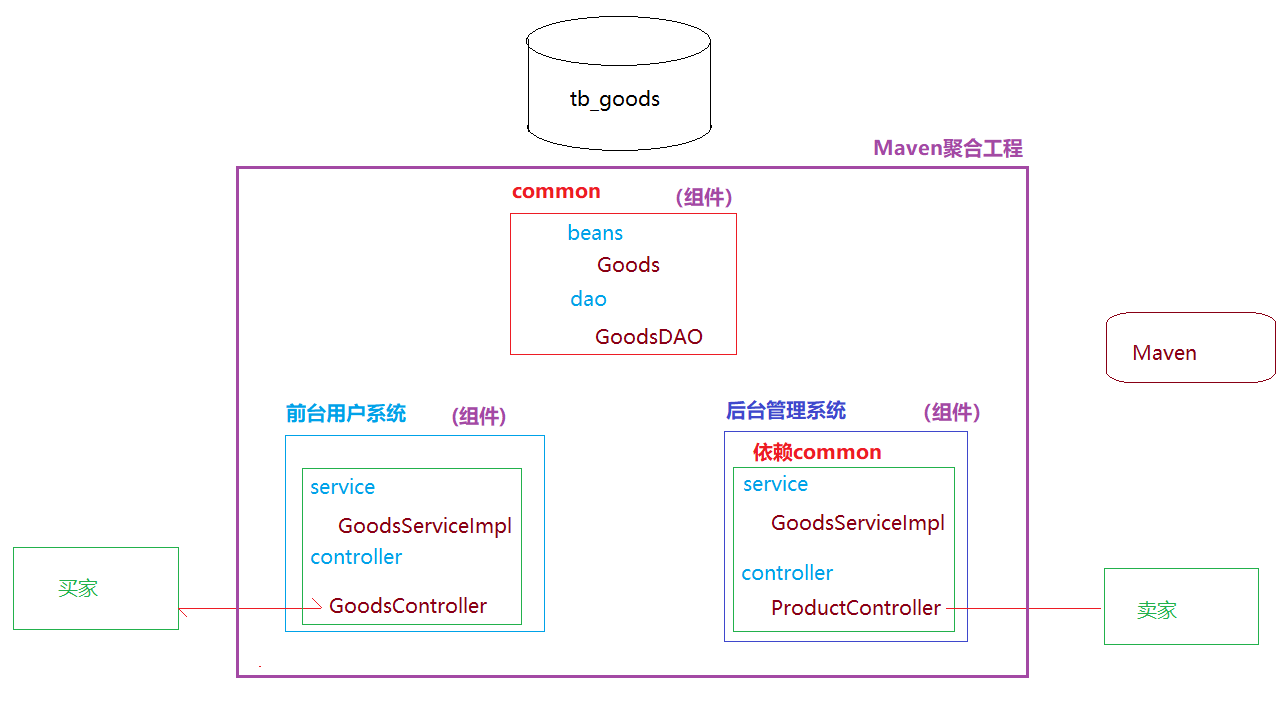 tb_goods
Maven聚合工程
common
(组件)
beans
Goods
dao
GoodsDAO
Maven
前台用户系统
(组件)
后台管理系统
(组件)
依赖common
service
GoodsServiceImpl
controller
GoodsController
service
GoodsServiceImpl
controller
ProductController
买家
卖家